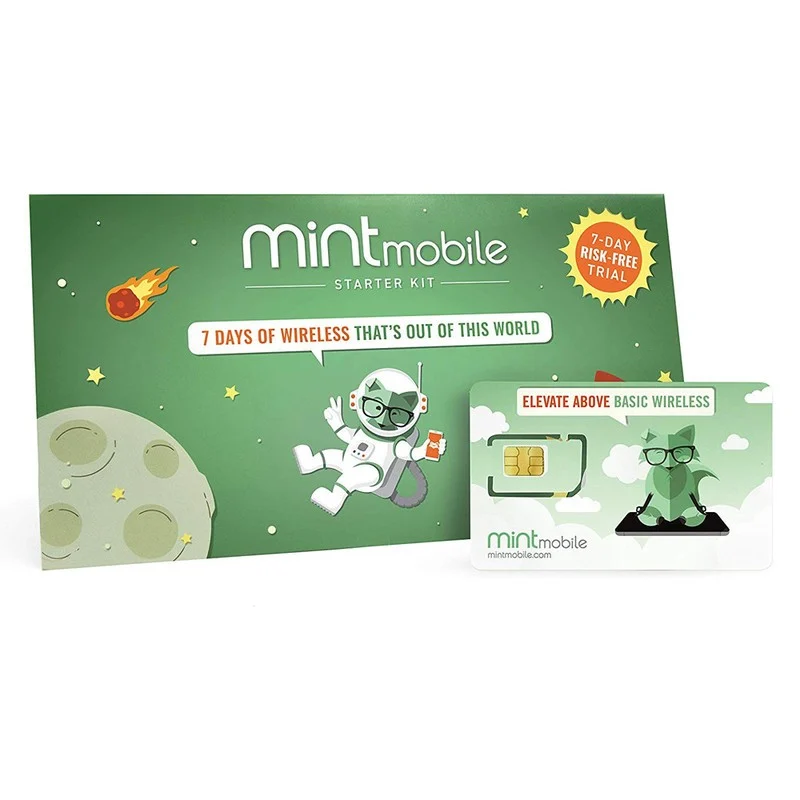 mintmobile
STARTER KIT
7-DAY
RISK-FREE
TRIAL
7 DAYS OF WIRELESS THAT'S OUT OF THIS WORLD
ELEVATE ABOVE BASIC WIRELESS
mintmobile
mintmobile.com